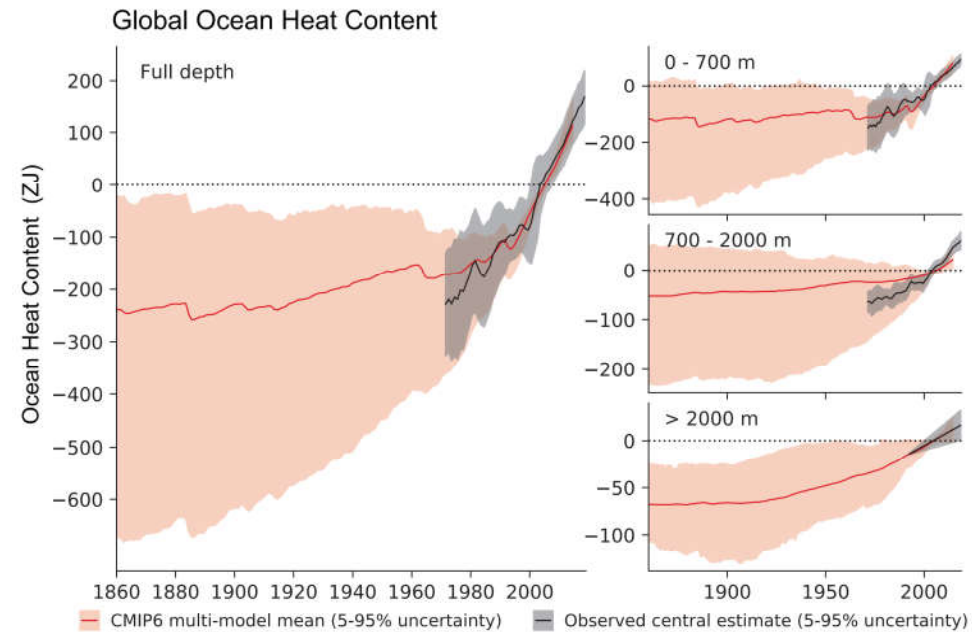 Global Ocean Heat Content
Full depth
Ocean Heat Content (ZJ)
200
100
0
−100
−200
−300
−400
−500
−600
1860 1880 1900 1920 1940 1960 1980 2000
0 - 700 m
0
−200
−400
700 - 2000 m
0
−100
−200
> 2000 m
0
−50
−100
1900 1950 2000
CMIP6 multi-model mean (5-95% uncertainty) Observed central estimate (5-95% uncertainty)